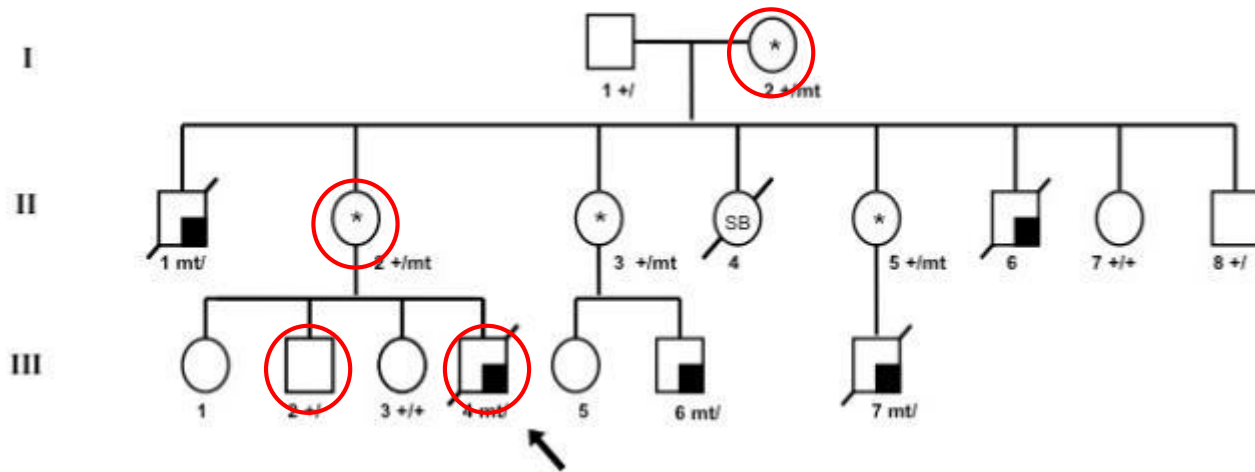 I
* 
1 +/ 2 +/mt
II
* * SB *
1 mt/ 2 +/mt 3 +/mt 4 5 +/mt 6 7 +/+ 8 +/
III
1 2 +/ 3 +/+ 4 mt/ 5 6 mt/ 7 mt/